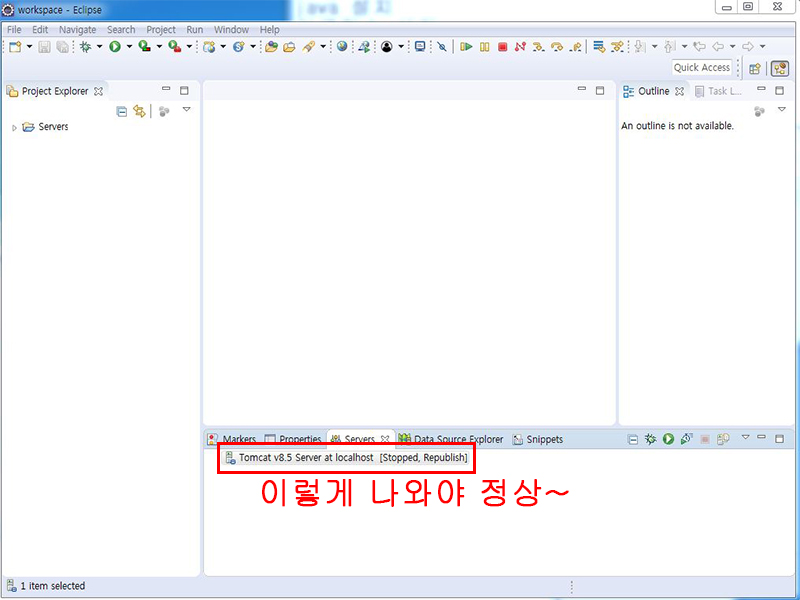 workspace - Eclipse
File Edit Navigate Search Project Run Window Help
Quick Access
Project Explorer
Outline
Task L...
Servers
An outline is not available.
Markers Properties Servers Data Source Explorer Snippets
Tomcat v8.5 Server at localhost [Stopped, Republish]
이렇게 나와야 정상~
1 item selected